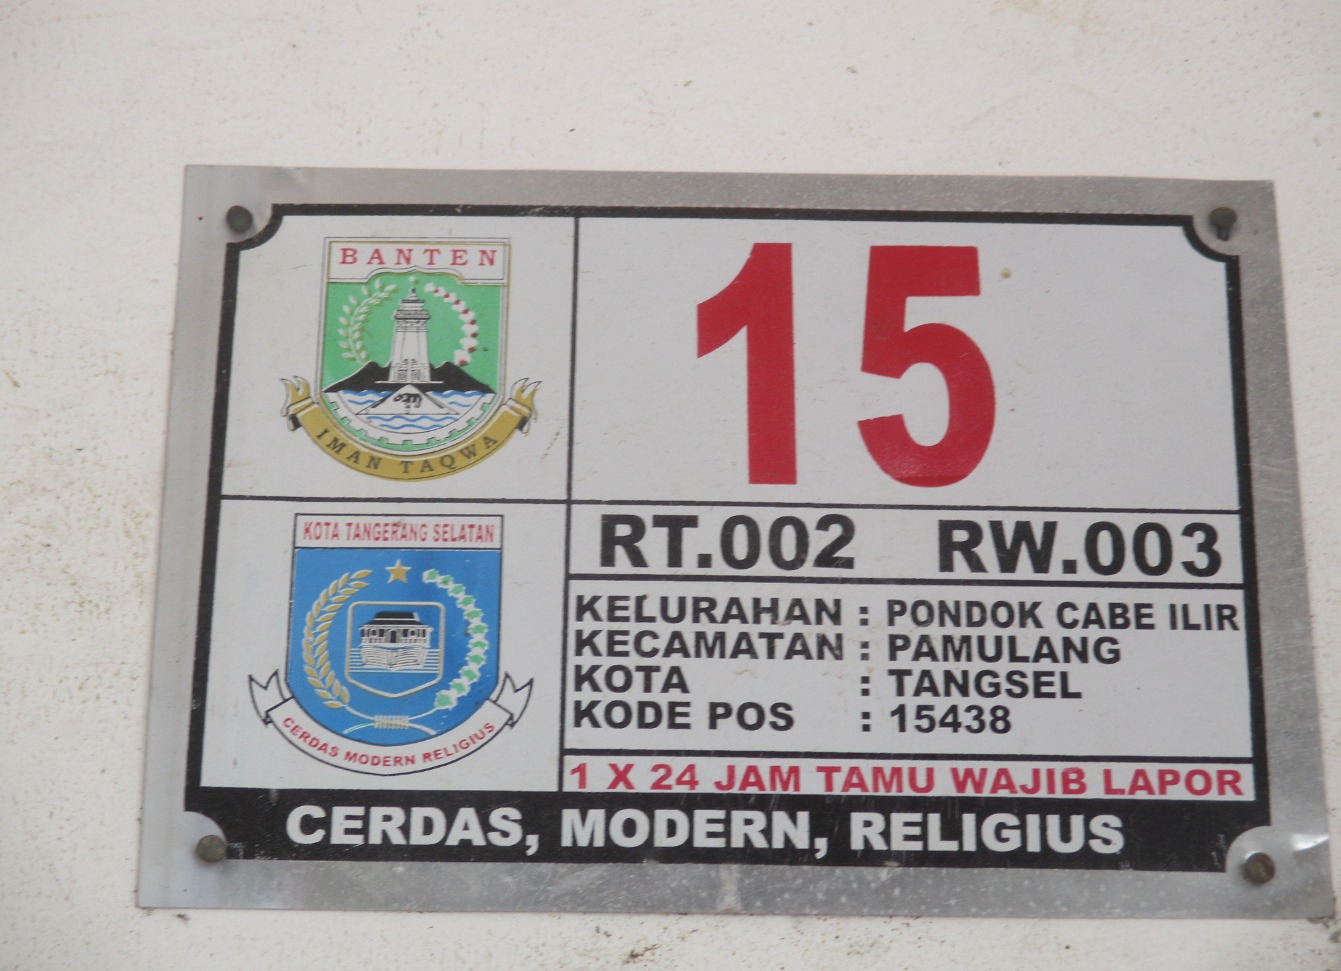 BANTEN
IMAN TAQWA
15
KOTA TANGERANG SELATAN
CERDAS MODERN RELIGIUS
RT.002 RW.003
KELURAHAN : PONDOK CABE ILIR
KECAMATAN : PAMULANG
KOTA : TANGSEL
KODE POS : 15438
1 X 24 JAM TAMU WAJIB LAPOR
CERDAS, MODERN, RELIGIUS